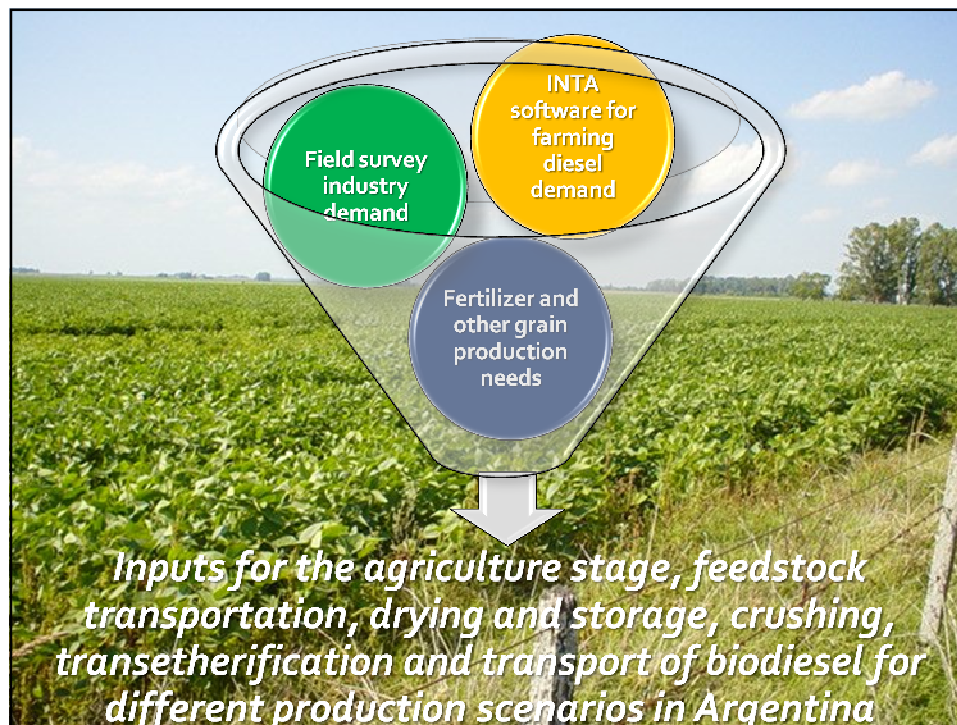 INTA
software for
farming
diesel
demand
Field survey
industry
demand
Fertilizer and
other grain
production
needs
Inputs for the agriculture stage, feedstock
transportation, drying and storage, crushing,
transetherification and transport of biodiesel for
different production scenarios in Argentina